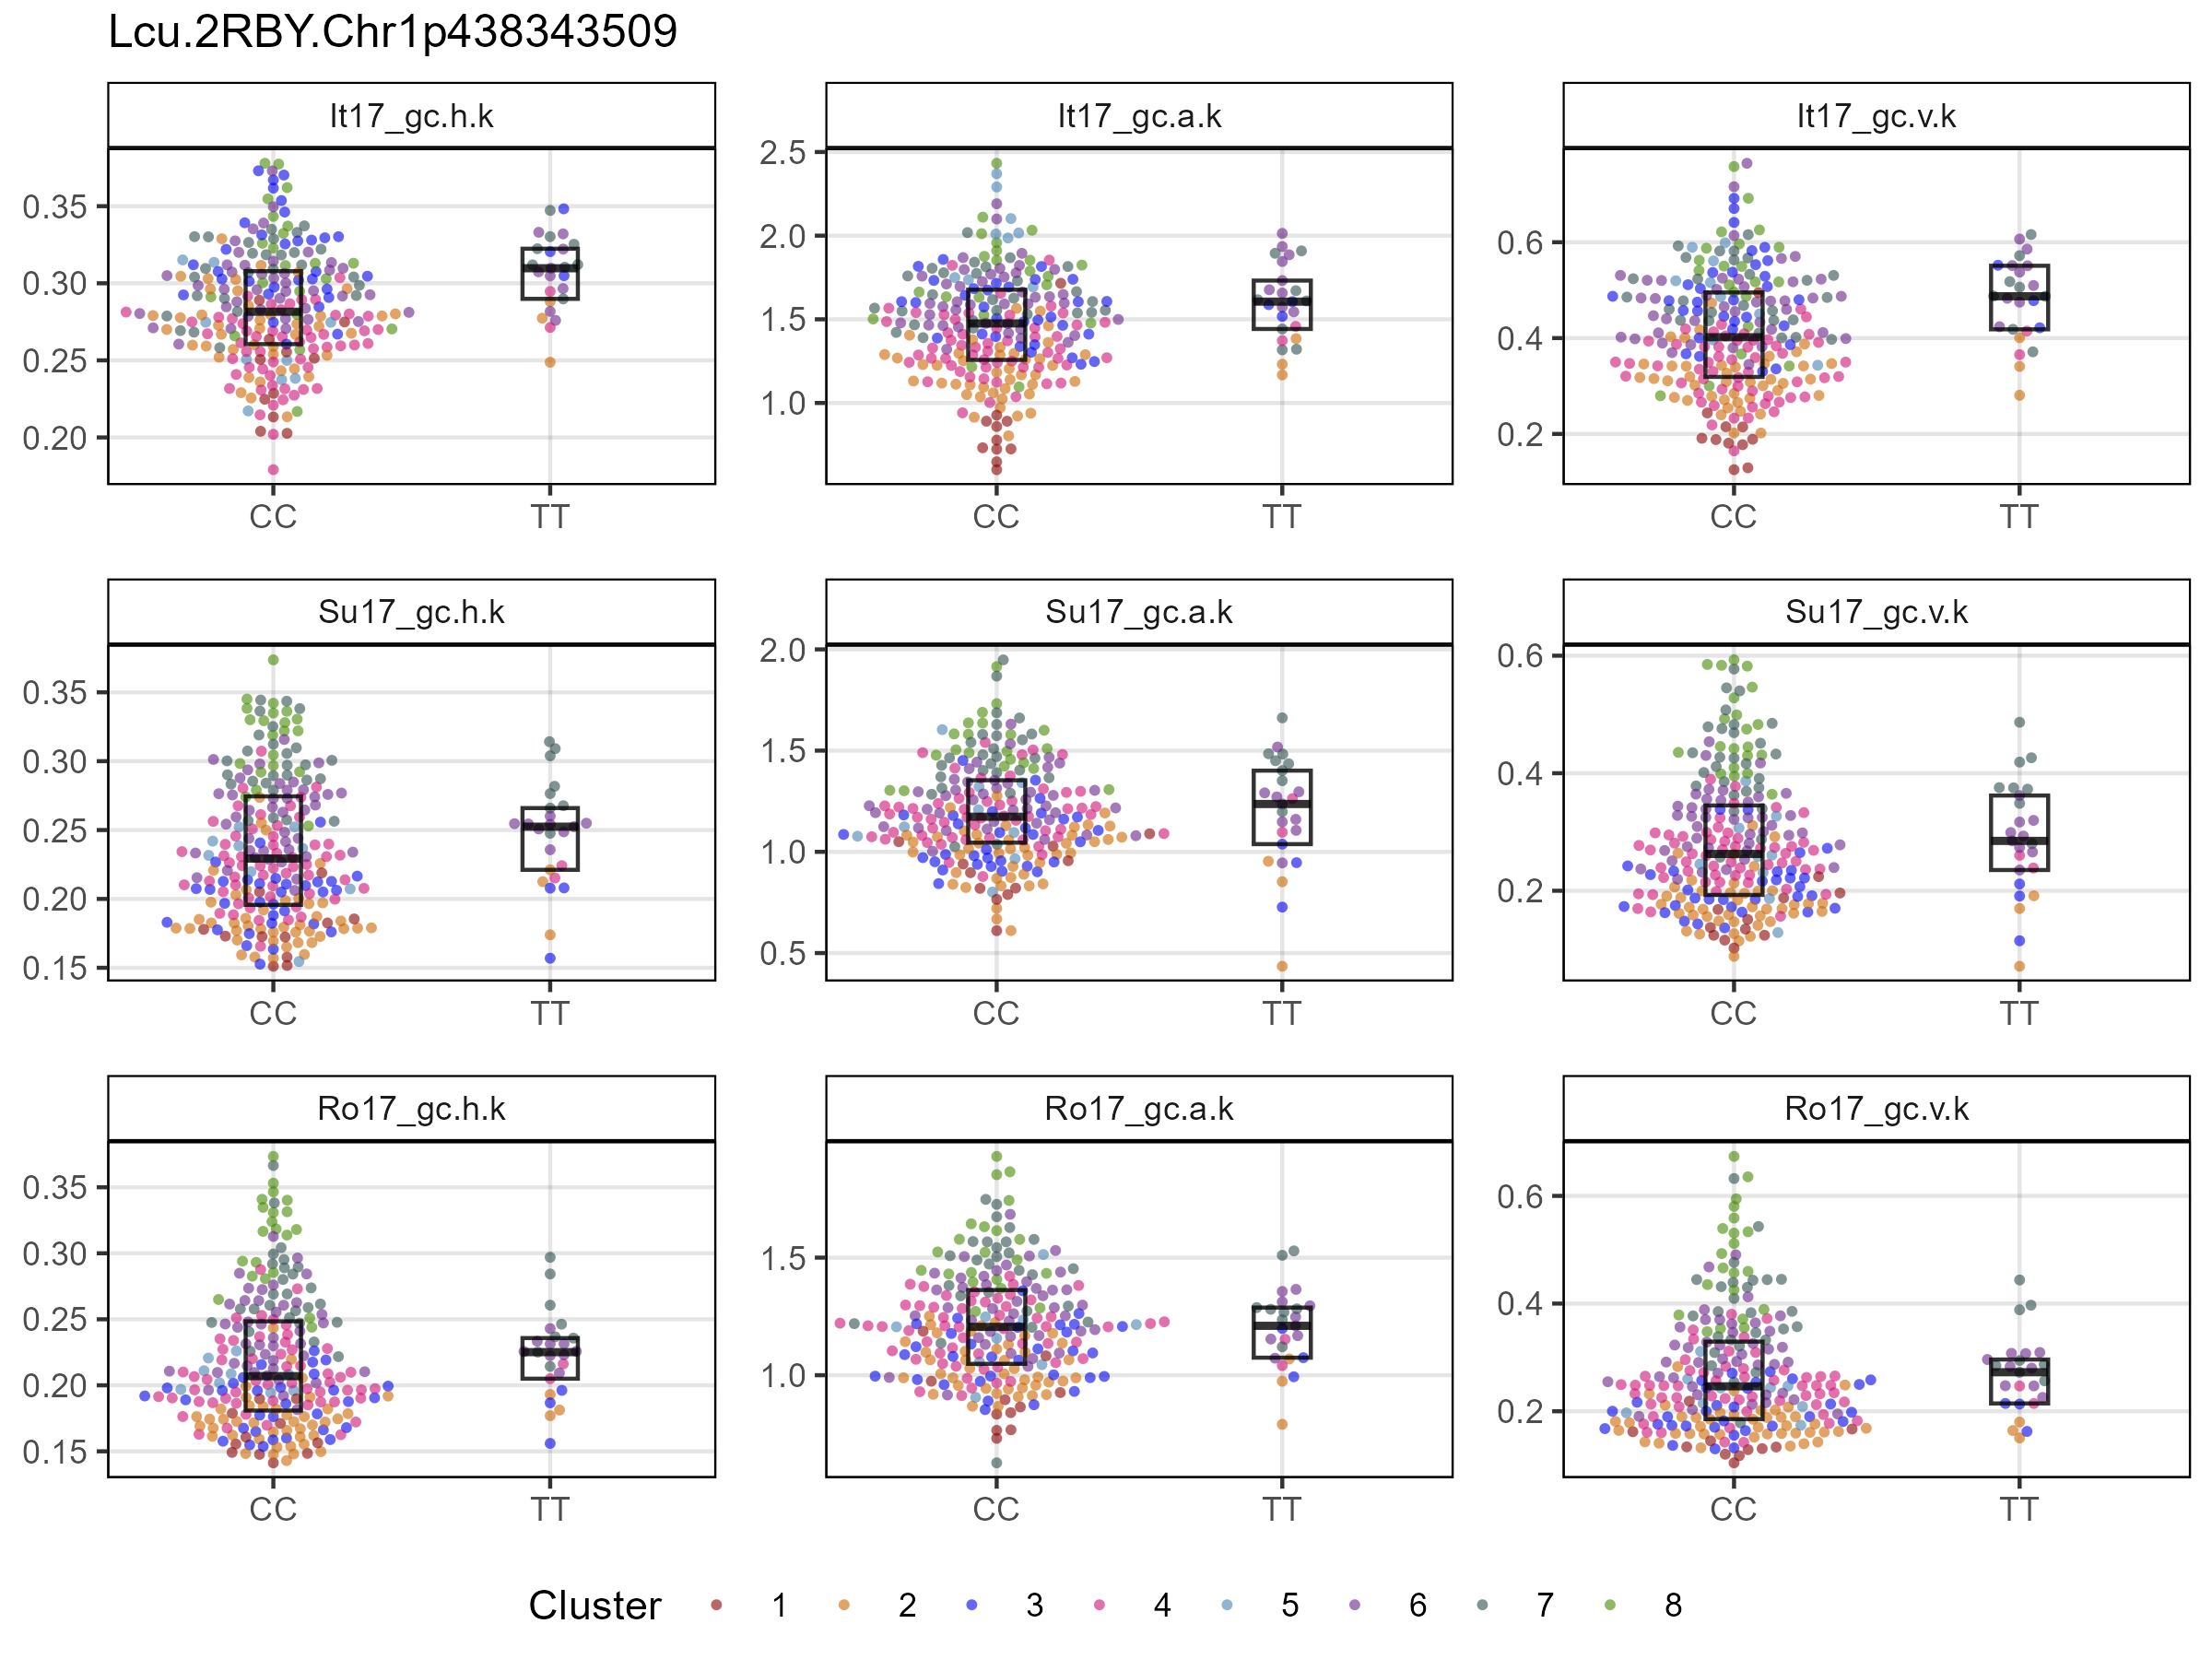 Lcu.2RBY.Chr1p438343509
It17_gc.h.k
It17_gc.a.k
It17_gc.v.k
0.35
0.30
0.25
0.20
CC
TT
2.5
2.0
1.5
1.0
CC
TT
0.6
0.4
0.2
CC
TT
Su17_gc.h.k
Su17_gc.a.k
Su17_gc.v.k
0.35
0.30
0.25
0.20
0.15
CC
TT
2.0
1.5
1.0
0.5
CC
TT
0.6
0.4
0.2
CC
TT
Ro17_gc.h.k
Ro17_gc.a.k
Ro17_gc.v.k
0.35
0.30
0.25
0.20
0.15
CC
TT
1.5
1.0
CC
TT
0.6
0.4
0.2
CC
TT
Cluster 1 2 3 4 5 6 7 8